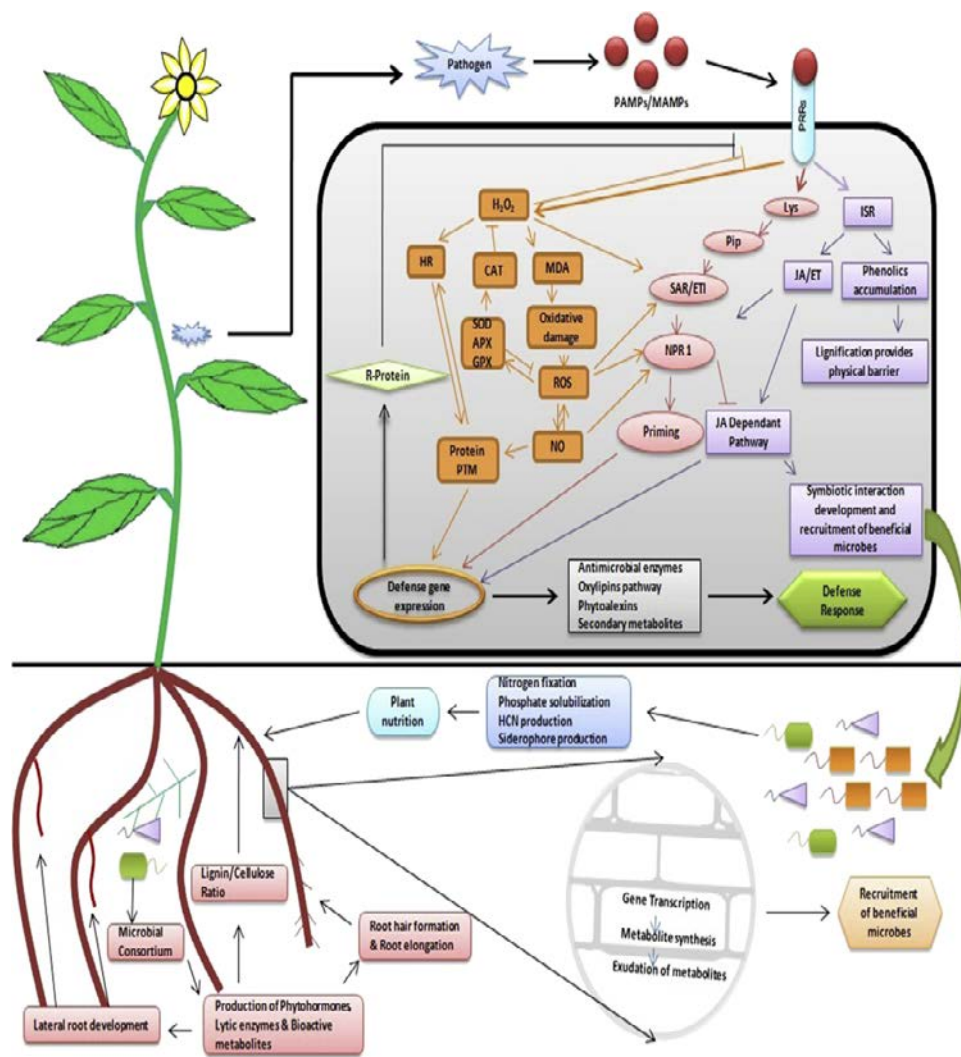 Pathogen
PAMPs/MAMPs
PRRs
H₂O₂
Lys
ISR
HR
CAT
MDA
Pip
SAR/ETI
JA/ET
Phenolics
accumulation
SOD
APX
GPX
Oxidative
damage
NPR 1
Lignification provides
physical barrier
R-Protein
ROS
Protein
PTM
NO
Priming
JA Dependant
Pathway
Symbiotic interaction
development and
recruitment of beneficial
microbes
Defense gene
expression
Antimicrobial enzymes
Oxylipins pathway
Phytoalexins
Secondary metabolites
Defense
Response
Plant
nutrition
Nitrogen fixation
Phosphate solubilization
HCN production
Siderophore production
Lignin/Cellulose
Ratio
Microbial
Consortium
Root hair formation
& Root elongation
Gene Transcription
Metabolite synthesis
Exudation of metabolites
Recruitment
of beneficial
microbes
Lateral root development
Production of Phytohormones,
Lytic enzymes & Bioactive
metabolites